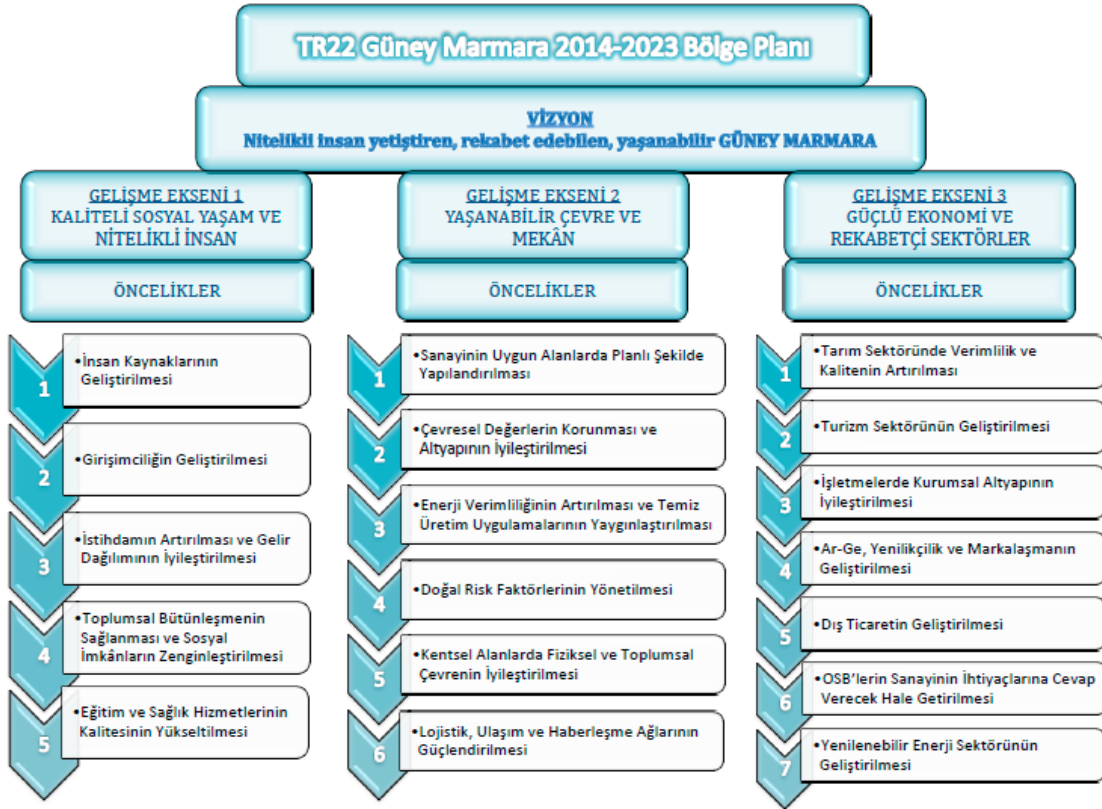 TR22 Güney Marmara 2014-2023 Bölge Planı
VİZYON
Nitelikli insan yetiştiren, rekabet edebilen, yaşanabilir GÜNEY MARMARA
GELİŞME EKSENİ 1
KALİTELİ SOSYAL YAŞAM VE
NİTELİKLİ İNSAN
ÖNCELİKLER
1
•İnsan Kaynaklarının
Geliştirilmesi
2
•Girişimciliğin Geliştirilmesi
3
•İstihdamın Artırılması ve Gelir
Dağılımının İyileştirilmesi
4
•Toplumsal Bütünleşmenin
Sağlanması ve Sosyal
İmkânların Zenginleştirilmesi
5
•Eğitim ve Sağlık Hizmetlerinin
Kalitesinin Yükseltilmesi
GELİŞME EKSENİ 2
YAŞANABİLİR ÇEVRE VE
MEKÂN
ÖNCELİKLER
1
•Sanayinin Uygun Alanlarda Planlı Şekilde
Yapılandırılması
2
•Çevresel Değerlerin Korunması ve
Altyapının İyileştirilmesi
3
•Enerji Verimliliğinin Artırılması ve Temiz
Üretim Uygulamalarının Yaygınlaştırılması
4
•Doğal Risk Faktörlerinin Yönetilmesi
5
•Kentsel Alanlarda Fiziksel ve Toplumsal
Çevrenin İyileştirilmesi
6
•Lojistik, Ulaşım ve Haberleşme Ağlarının
Güçlendirilmesi
GELİŞME EKSENİ 3
GÜÇLÜ EKONOMİ VE
REKABETÇİ SEKTÖRLER
ÖNCELİKLER
1
•Tarım Sektöründe Verimlilik ve
Kalitenin Artırılması
2
•Turizm Sektörünün Geliştirilmesi
3
•İşletmelerde Kurumsal Altyapının
İyileştirilmesi
4
•Ar-Ge, Yenilikçilik ve Markalaşmanın
Geliştirilmesi
5
•Dış Ticaretin Geliştirilmesi
6
•OSB'lerin Sanayinin İhtiyaçlarına Cevap
Verecek Hale Getirilmesi
7
•Yenilenebilir Enerji Sektörünün
Geliştirilmesi